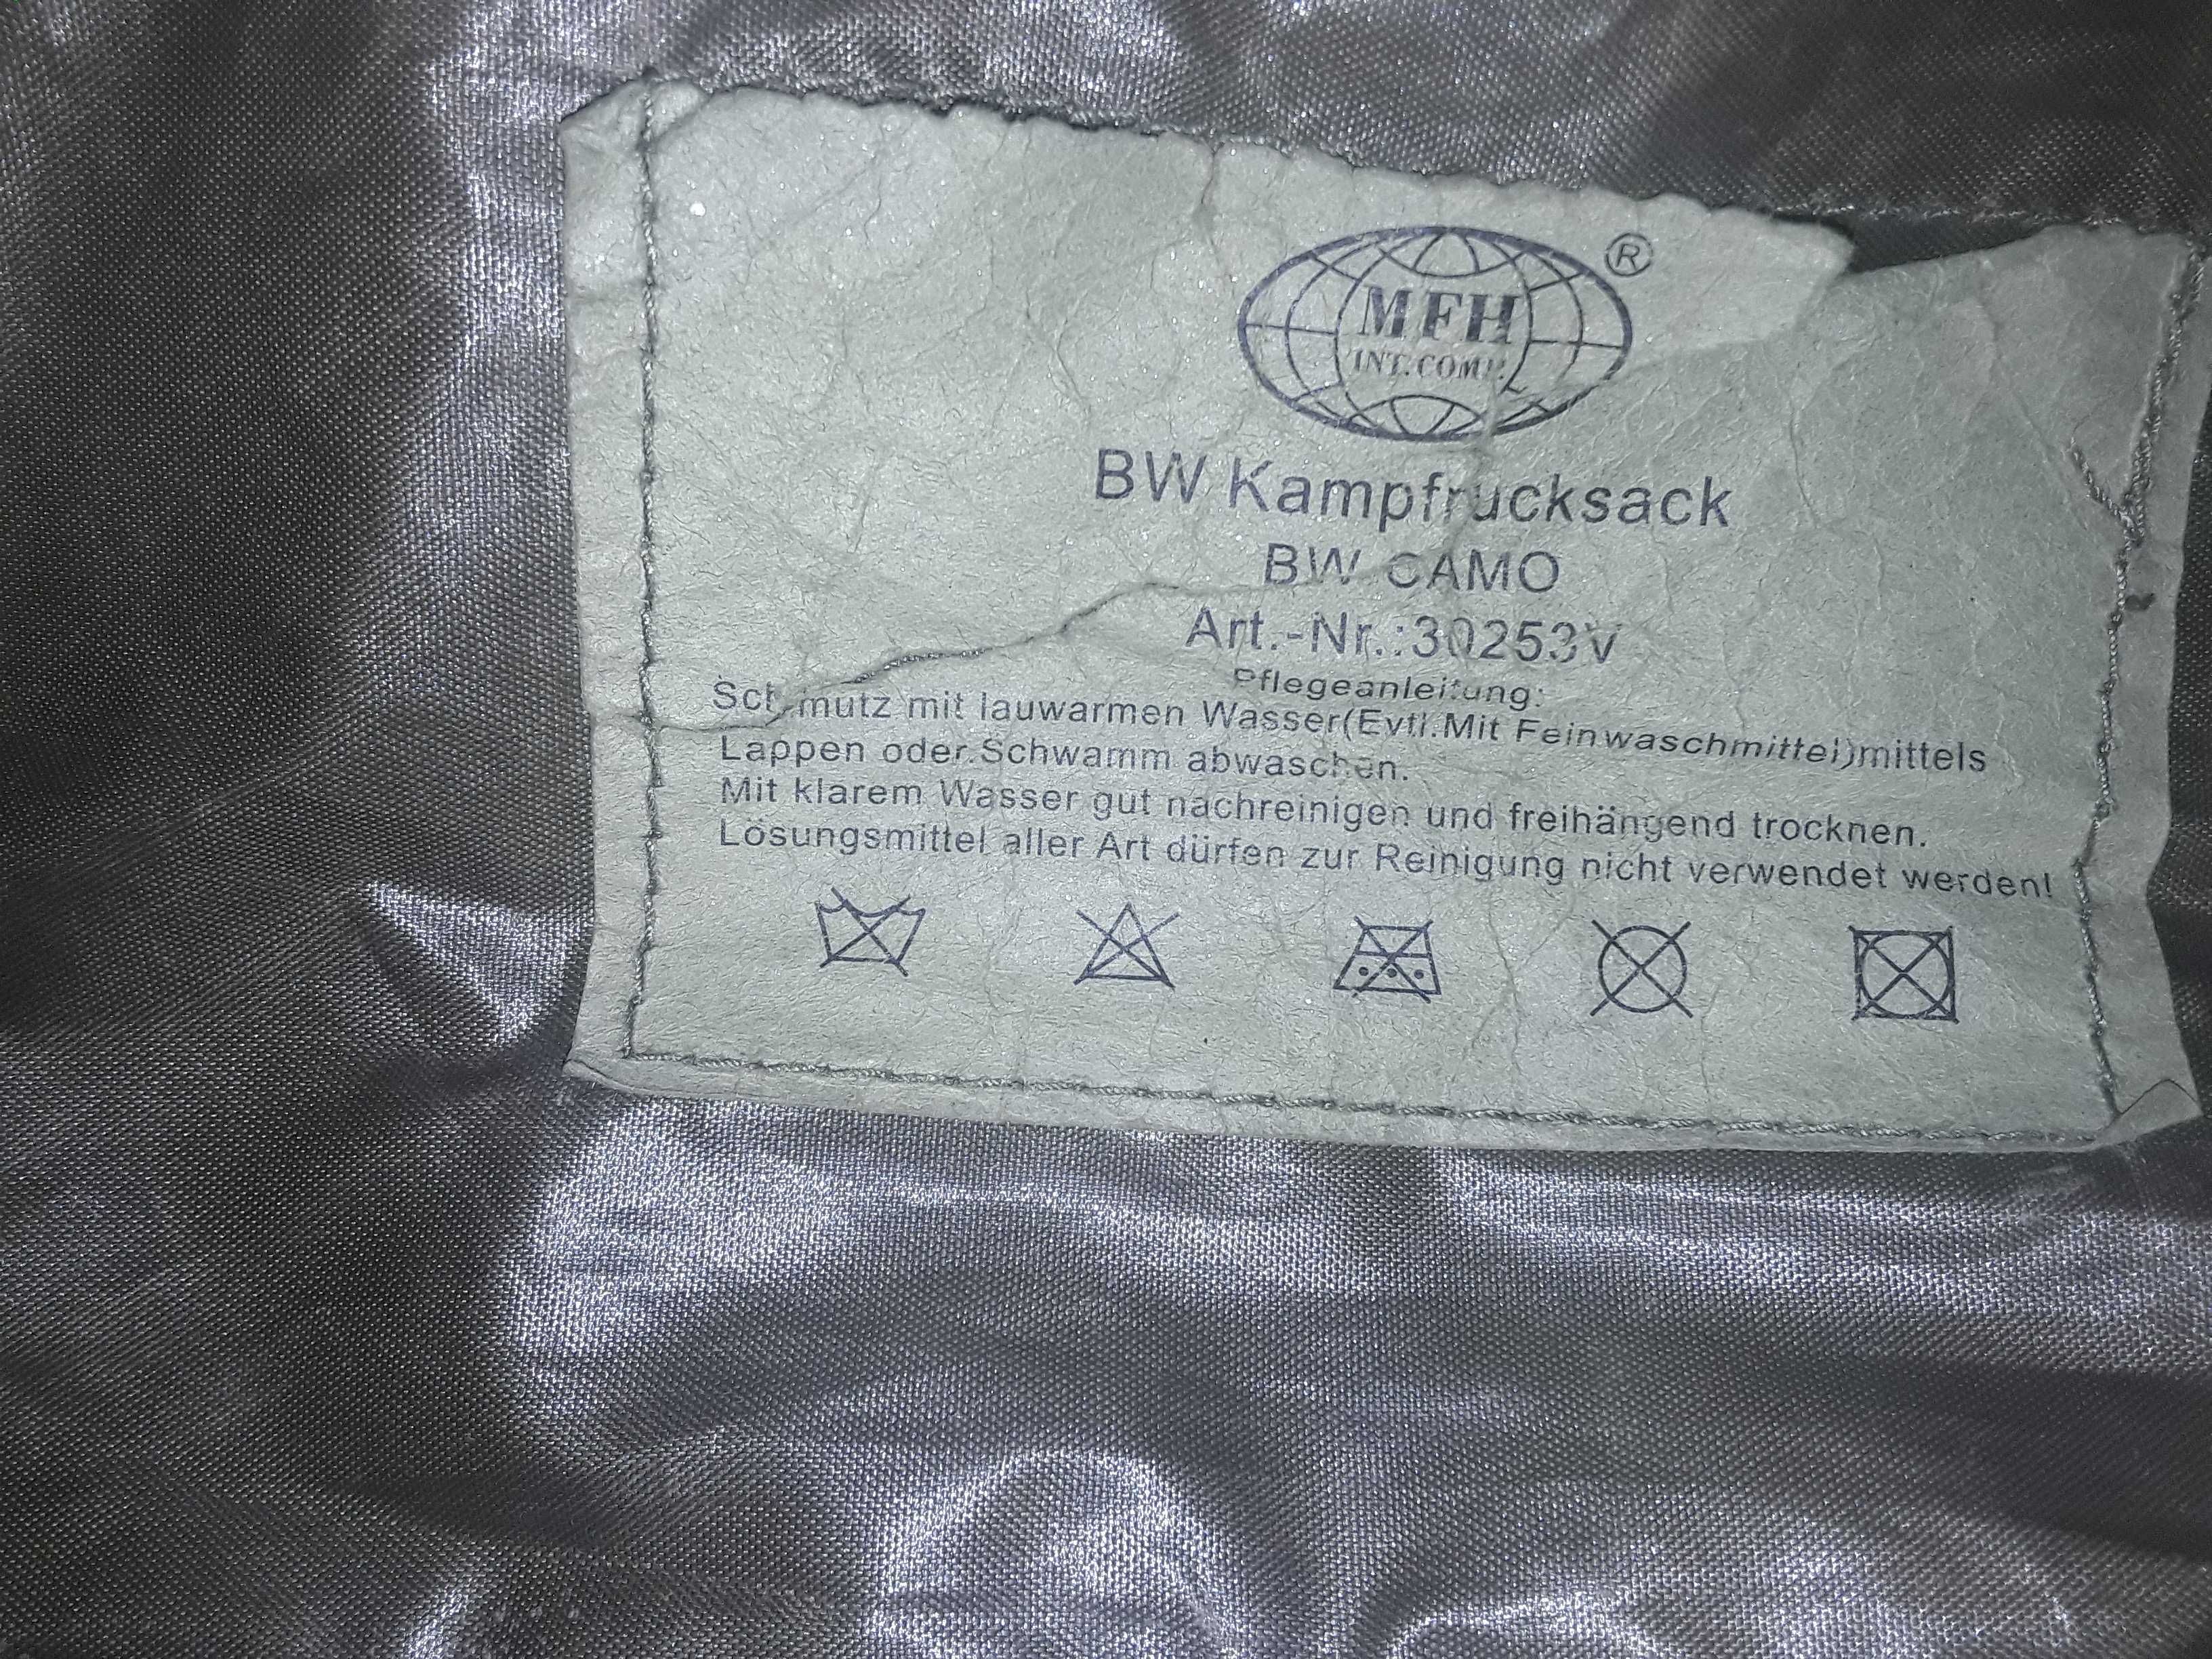 ®
MFH
INT.COMP.
BW Kampfrucksack
BW CAMO
Art.-Nr.:30253V
Pflegeanleitung:
Schmutz mit lauwarmen Wasser(Evtl.Mit Feinwaschmittel)mittels
Lappen oder Schwamm abwaschen.
Mit klarem Wasser gut nachreinigen und freihängend trocknen.
Lösungsmittel aller Art dürfen zur Reinigung nicht verwendet werden!